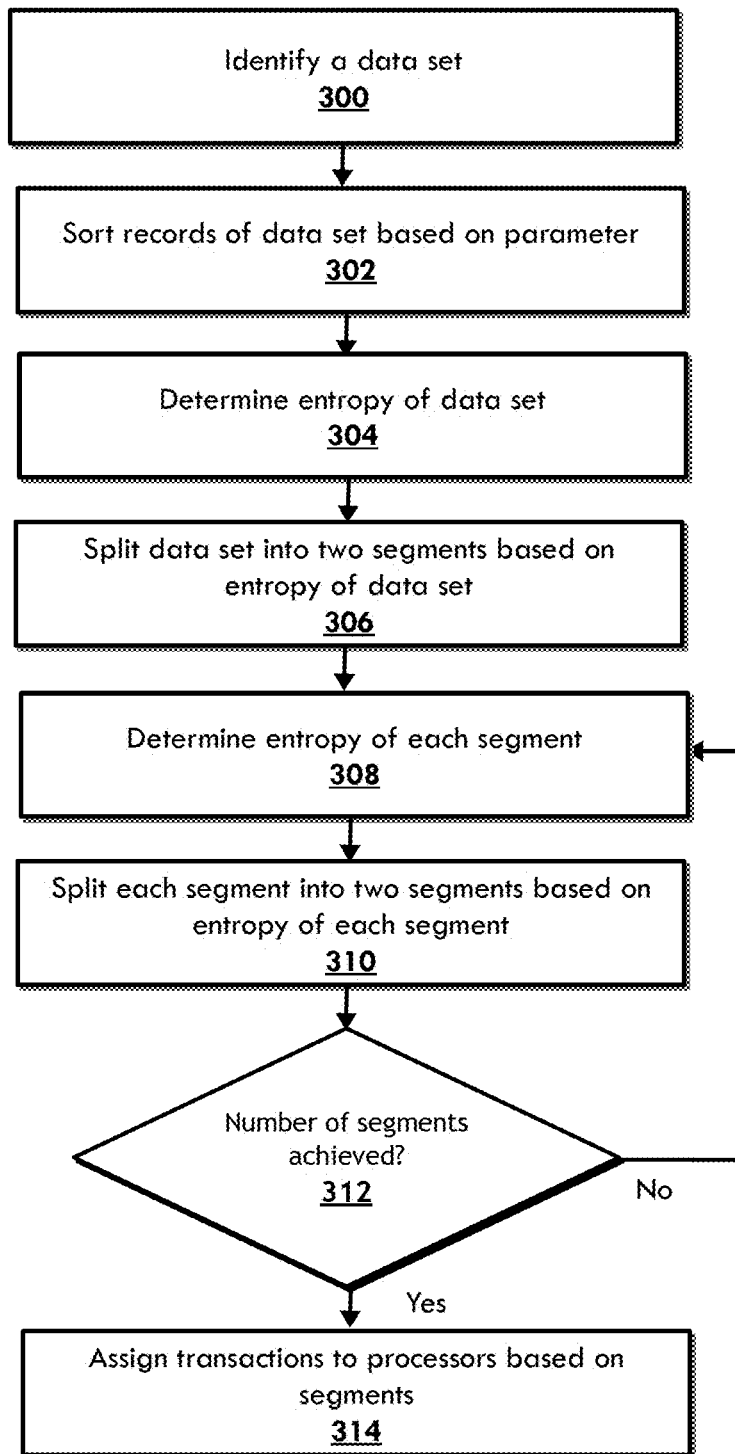 Identify a data set
300
Sort records of data set based on parameter
302
Determine entropy of data set
304
Split data set into two segments based on
entropy of data set
306
Determine entropy of each segment
308
Split each segment into two segments based on
entropy of each segment
310
Number of segments
achieved?
312
No
Yes
Assign transactions to processors based on
segments
314